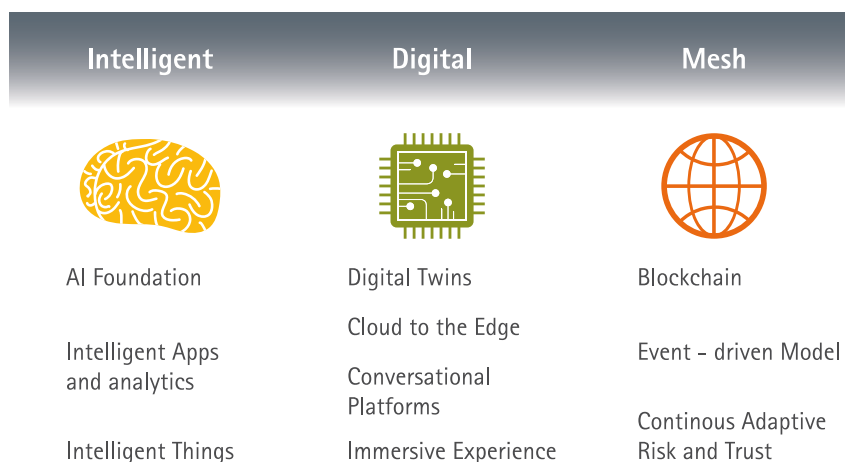 Intelligent
Digital
Mesh
AI Foundation
Intelligent Apps
and analytics
Intelligent Things
Digital Twins
Cloud to the Edge
Conversational
Platforms
Immersive Experience
Blockchain
Event - driven Model
Continous Adaptive
Risk and Trust